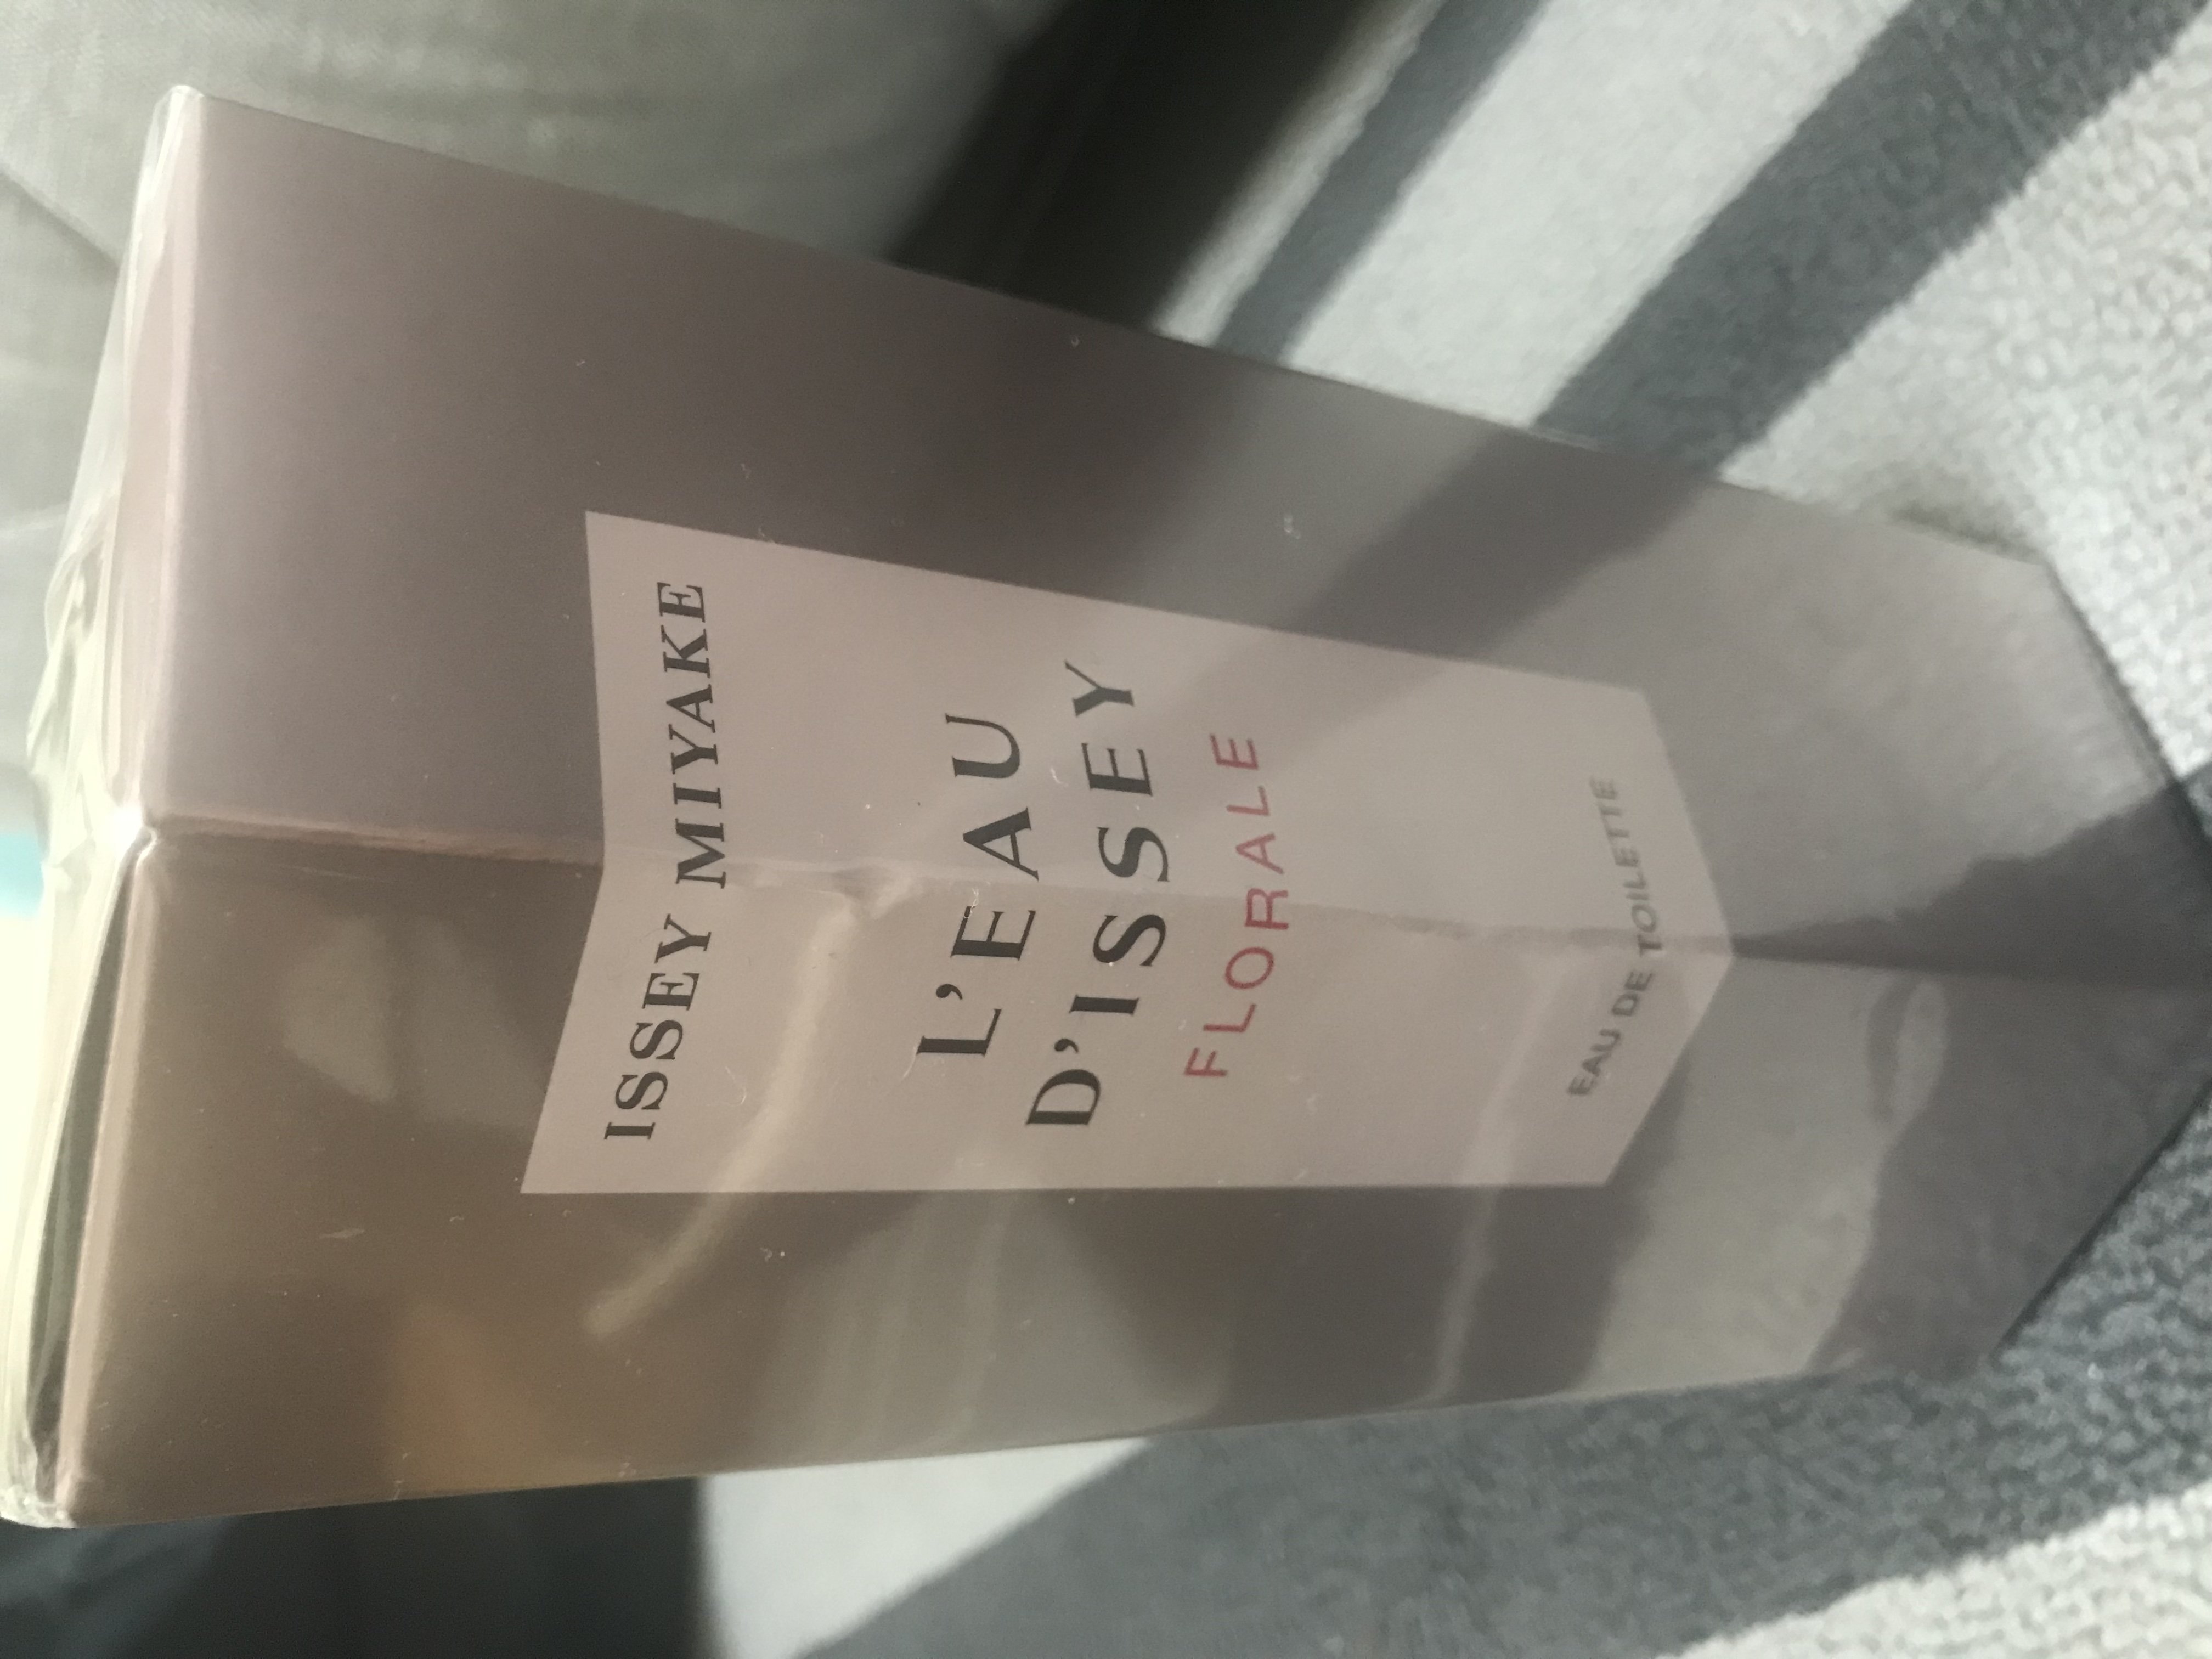 ISSEY MIYAKE
L'EAU
D'ISSEY
FLORALE
EAU DE TOILETTE